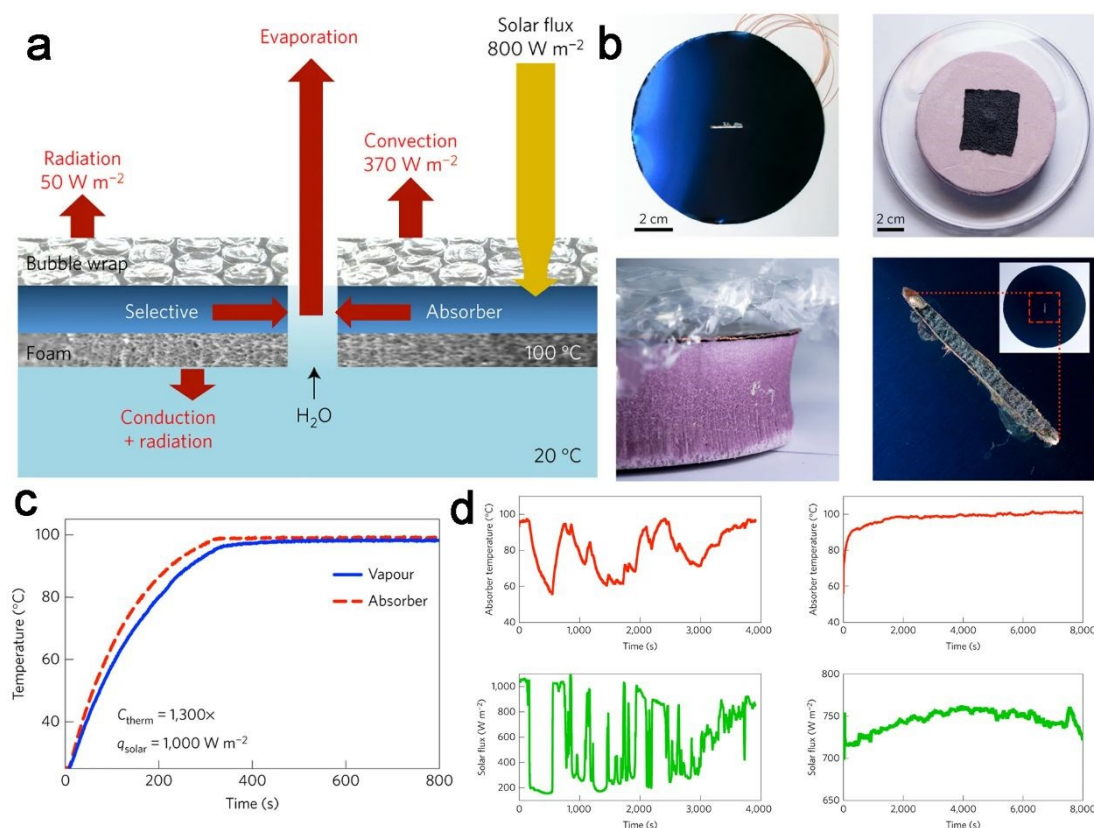 a
Evaporation
Solar flux
800 W m⁻²
Radiation
50 W m⁻²
Convection
370 W m⁻²
Bubble wrap
Selective
Absorber
Foam
100 °C
Conduction
+ radiation
H₂O
20 °C
b
2 cm
2 cm
c
Temperature (°C)
100
80
60
40
Vapour
Absorber
C_therm = 1,300×
q_solar = 1,000 W m⁻²
0
200
400
600
800
Time (s)
d
Absorber temperature (°C)
120
100
80
60
40
0
1,000
2,000
3,000
4,000
Time (s)
Absorber temperature (°C)
120
100
80
60
40
0
2,000
4,000
6,000
8,000
Time (s)
Solar flux (W m⁻²)
1,000
800
600
400
200
0
1,000
2,000
3,000
4,000
Time (s)
Solar flux (W m⁻²)
850
800
750
700
650
0
2,000
4,000
6,000
8,000
Time (s)